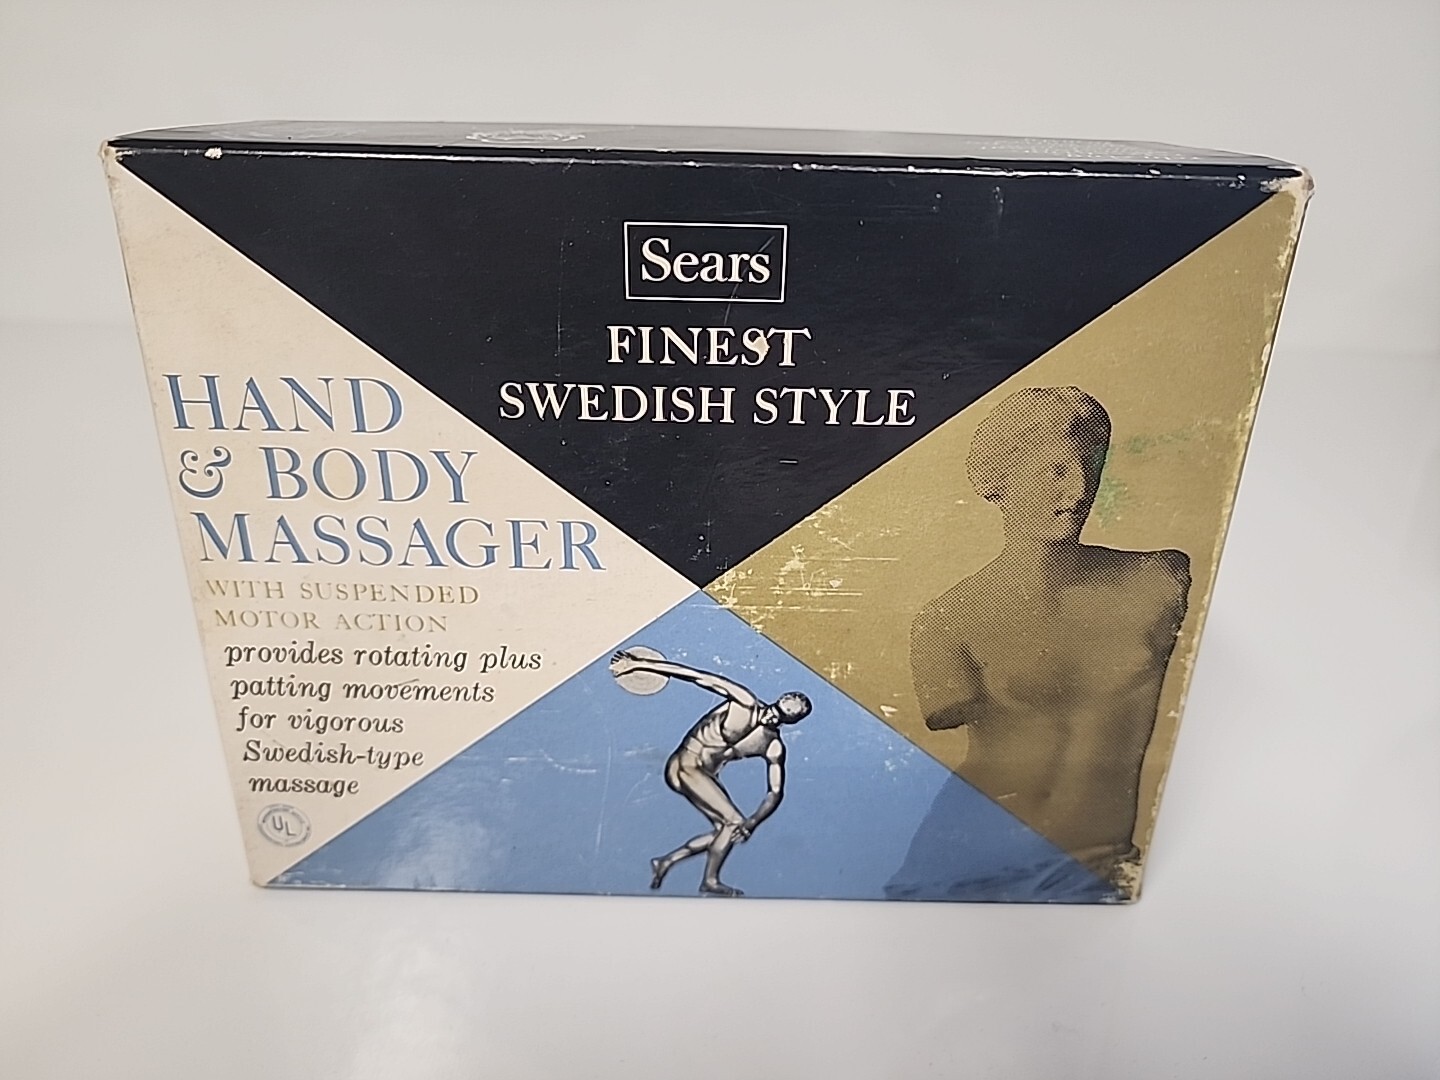 Sears
FINEST
SWEDISH STYLE
HAND
& BODY
MASSAGER
WITH SUSPENDED
MOTOR ACTION
provides rotating plus
patting movements
for vigorous
Swedish-type
massage
UL